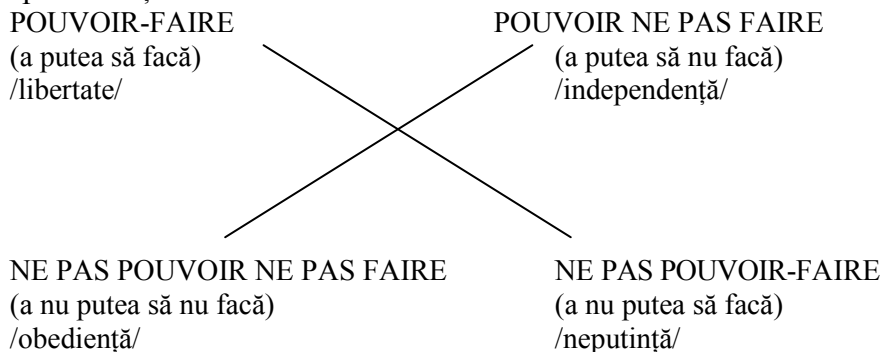 POUVOIR-FAIRE POUVOIR NE PAS FAIRE
(a putea să facă) (a putea să nu facă)
/libertate/ /independență/
NE PAS POUVOIR NE PAS FAIRE NE PAS POUVOIR-FAIRE
(a nu putea să nu facă) (a nu putea să facă)
/obediență/ /neputință/